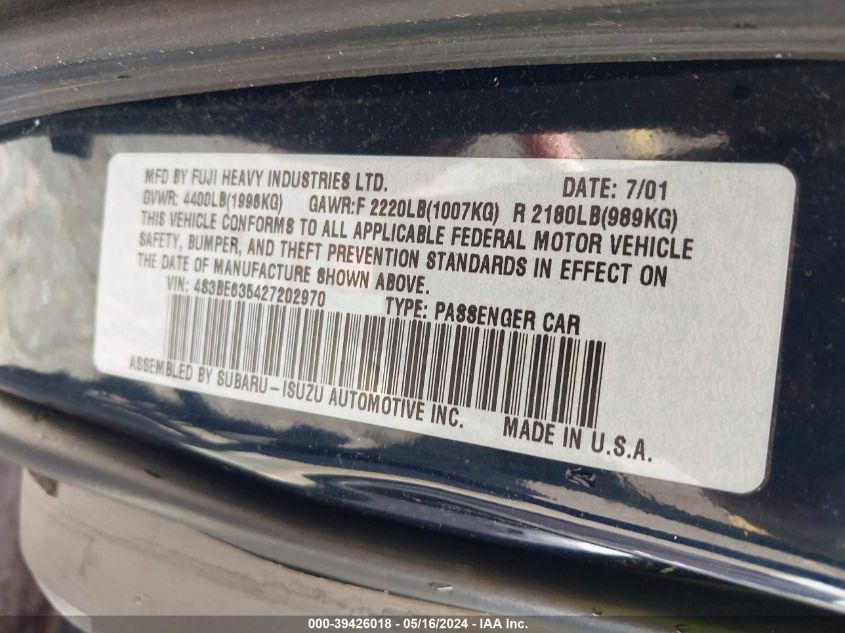 MFD BY FUJI HEAVY INDUSTRIES LTD. DATE: 7/01
GVWR: 4400LB(1996KG) GAWR:F 2220LB(1007KG) R 2180LB(989KG)
THIS VEHICLE CONFORMS TO ALL APPLICABLE FEDERAL MOTOR VEHICLE
SAFETY, BUMPER, AND THEFT PREVENTION STANDARDS IN EFFECT ON
THE DATE OF MANUFACTURE SHOWN ABOVE.
VIN: 4S3BE635427202970 TYPE: PASSENGER CAR
ASSEMBLED BY SUBARU-ISUZU AUTOMOTIVE INC. MADE IN U.S.A.
000-39426018 - 05/16/2024 - IAA Inc.